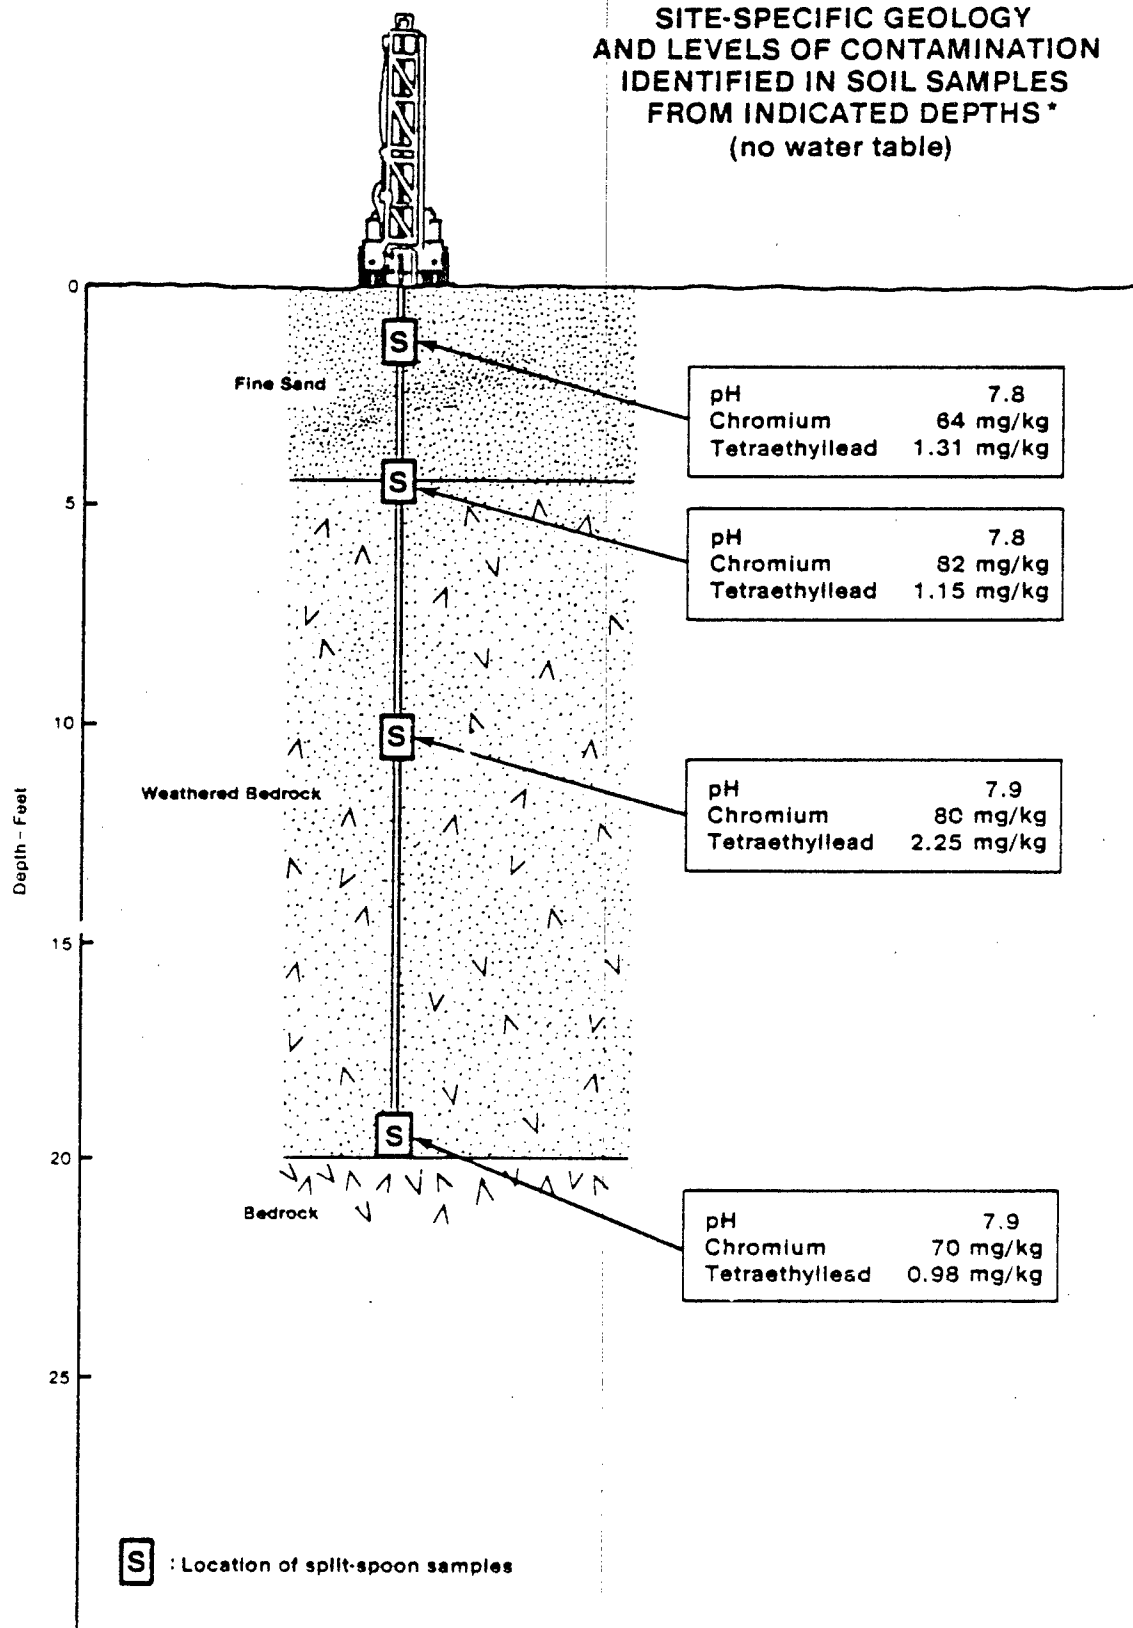 SITE-SPECIFIC GEOLOGY
AND LEVELS OF CONTAMINATION
IDENTIFIED IN SOIL SAMPLES
FROM INDICATED DEPTHS*
(no water table)
0
S
Fine Sand
pH 7.8
Chromium 64 mg/kg
Tetraethyllead 1.31 mg/kg
S
5
pH 7.8
Chromium 82 mg/kg
Tetraethyllead 1.15 mg/kg
10
S
Weathered Bedrock
Depth - Feet
pH 7.9
Chromium 80 mg/kg
Tetraethyllead 2.25 mg/kg
15
S
20
Bedrock
pH 7.9
Chromium 70 mg/kg
Tetraethyllead 0.98 mg/kg
25
S : Location of split-spoon samples